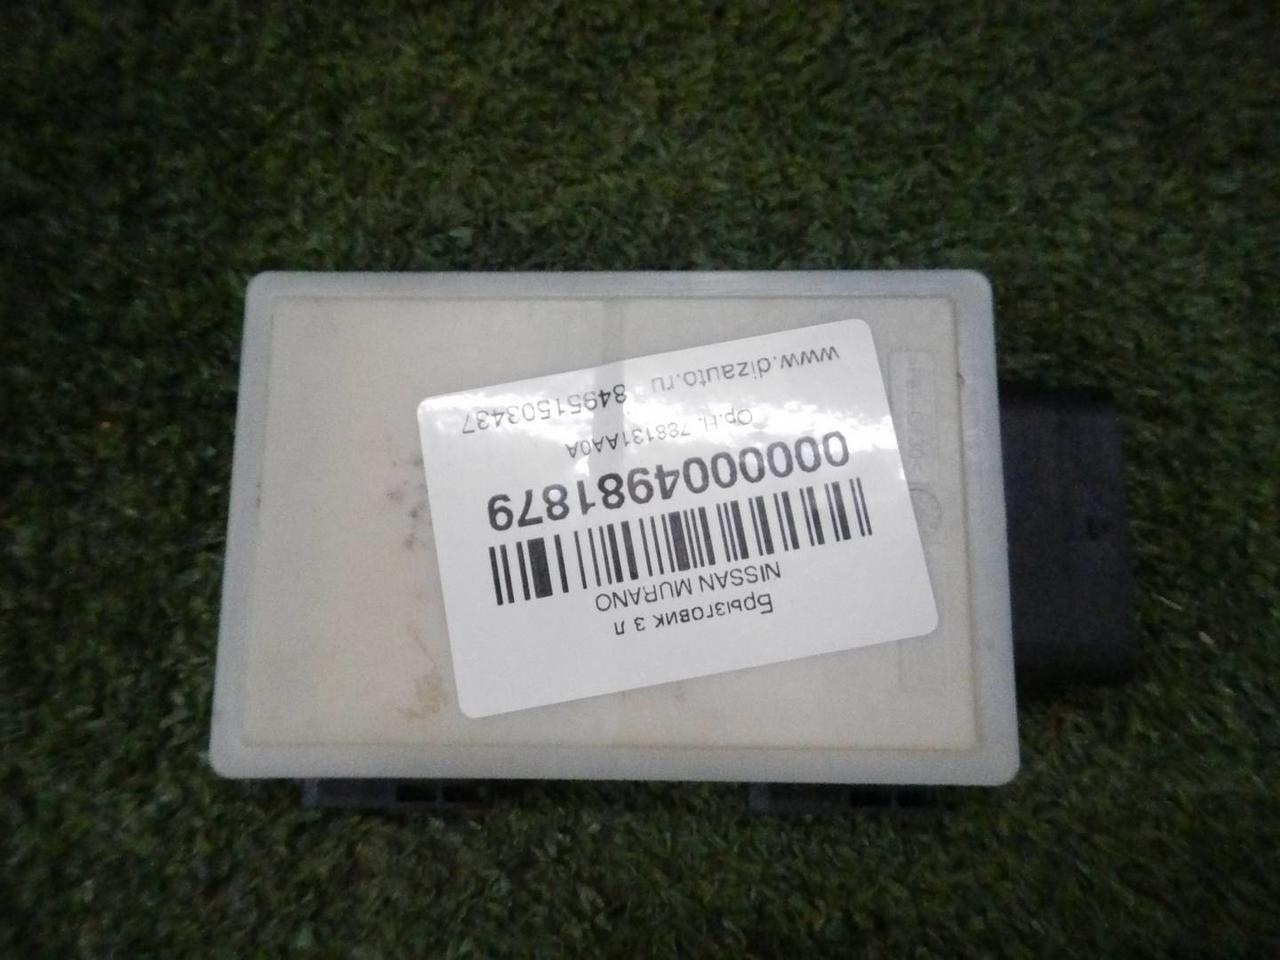 Брызговик з л
NISSAN MURANO
0000004981879
Ор.Н. 788131AA0A
www.dizauto.ru 84951503437